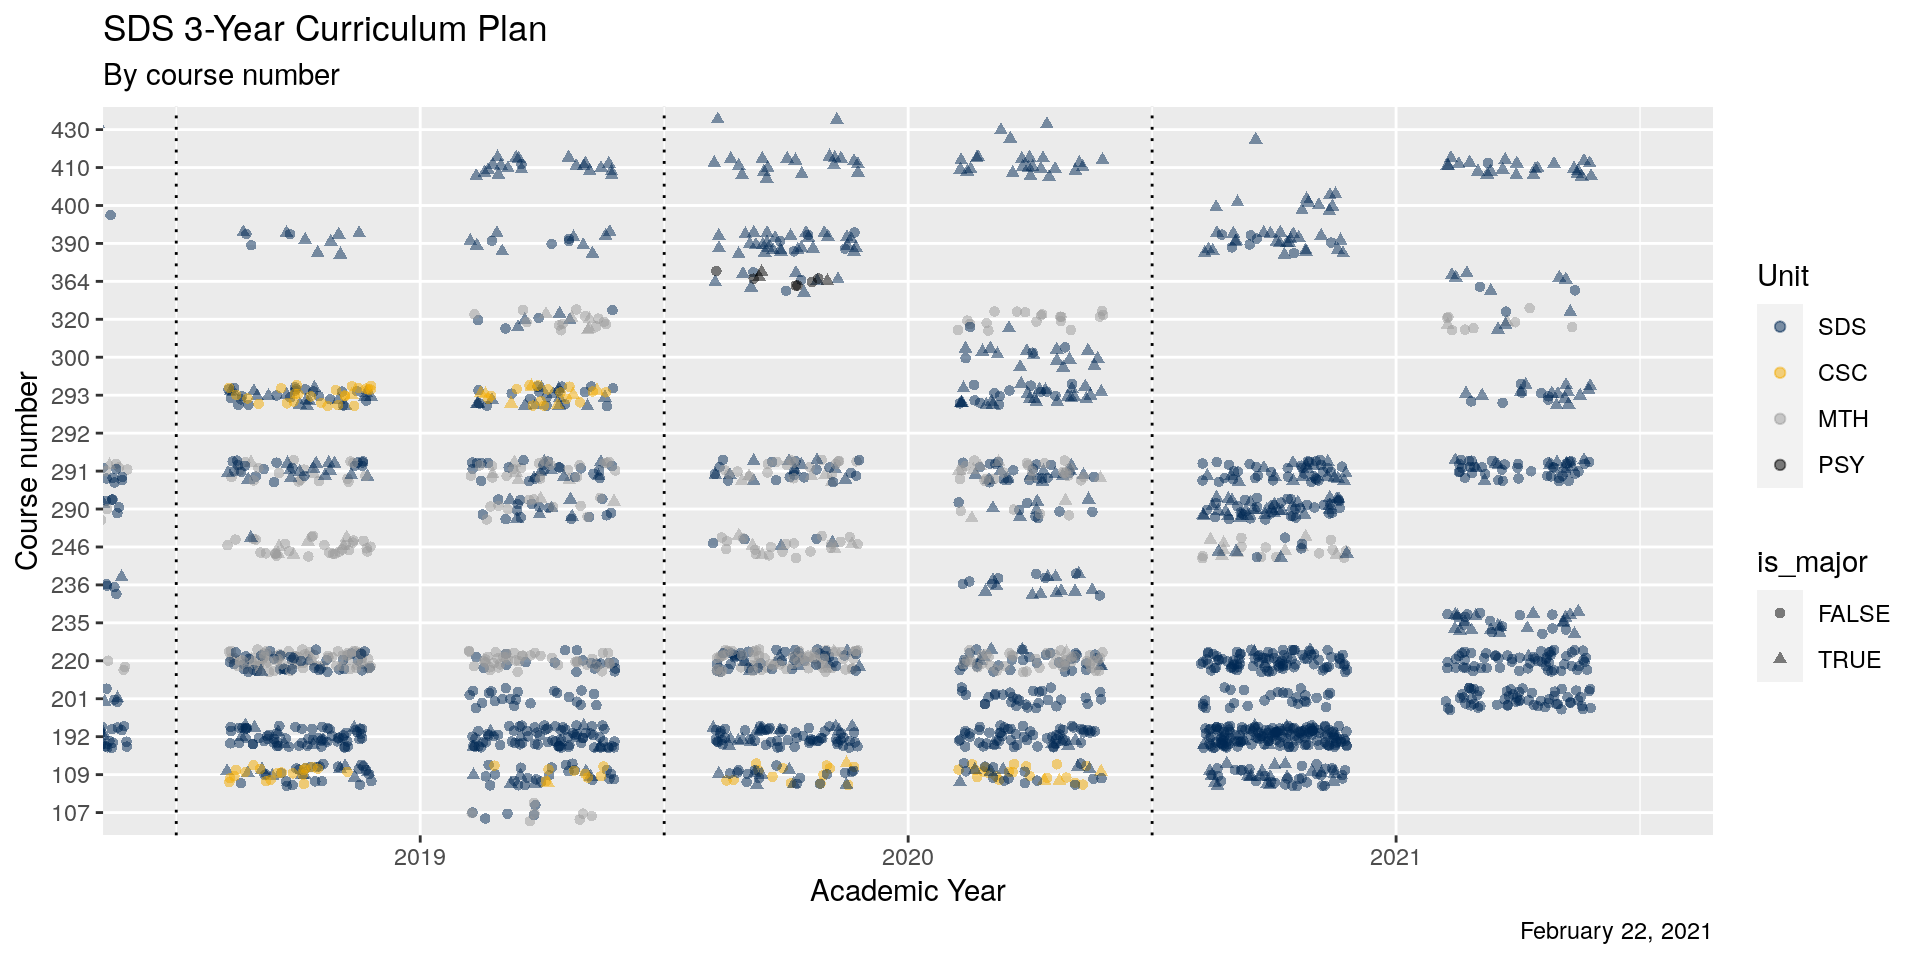 SDS 3-Year Curriculum Plan
By course number
Course number
430
410
400
390
364
320
300
293
292
291
290
246
236
235
220
201
192
109
107
2019
2020
2021
Academic Year
Unit
SDS
CSC
MTH
PSY
is_major
FALSE
TRUE
February 22, 2021